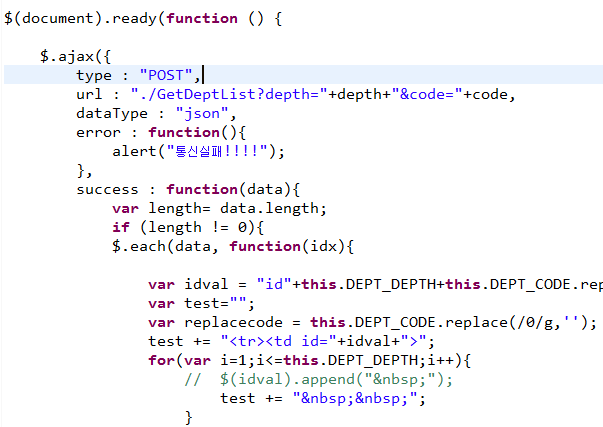 $(document).ready(function () {
$.ajax({
type : "POST",
url : "./GetDeptList?depth="+depth+"&code="+code,
dataType : "json",
error : function(){
alert("통신실패!!!!");
},
success : function(data){
var length= data.length;
if (length != 0){
$.each(data, function(idx){
var idval = "id"+this.DEPT_DEPTH+this.DEPT_CODE.rep
var test="";
var replacecode = this.DEPT_CODE.replace(/0/g,'');
test += "<tr><td id="+idval+">";
for(var i=1;i<=this.DEPT_DEPTH;i++){
// $(idval).append("&nbsp;");
test += "&nbsp;&nbsp;";
}